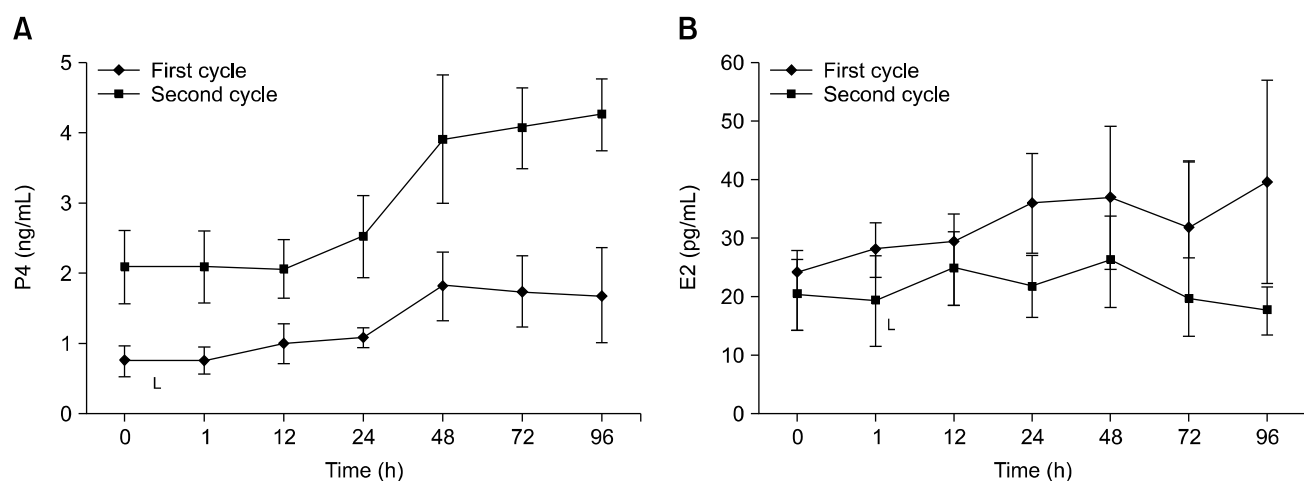 A
5
4
3
2
1
0
P4 (ng/mL)
First cycle
Second cycle
L
0 1 12 24 48 72 96
Time (h)
B
60
50
40
30
20
10
0
E2 (pg/mL)
First cycle
Second cycle
L
0 1 12 24 48 72 96
Time (h)